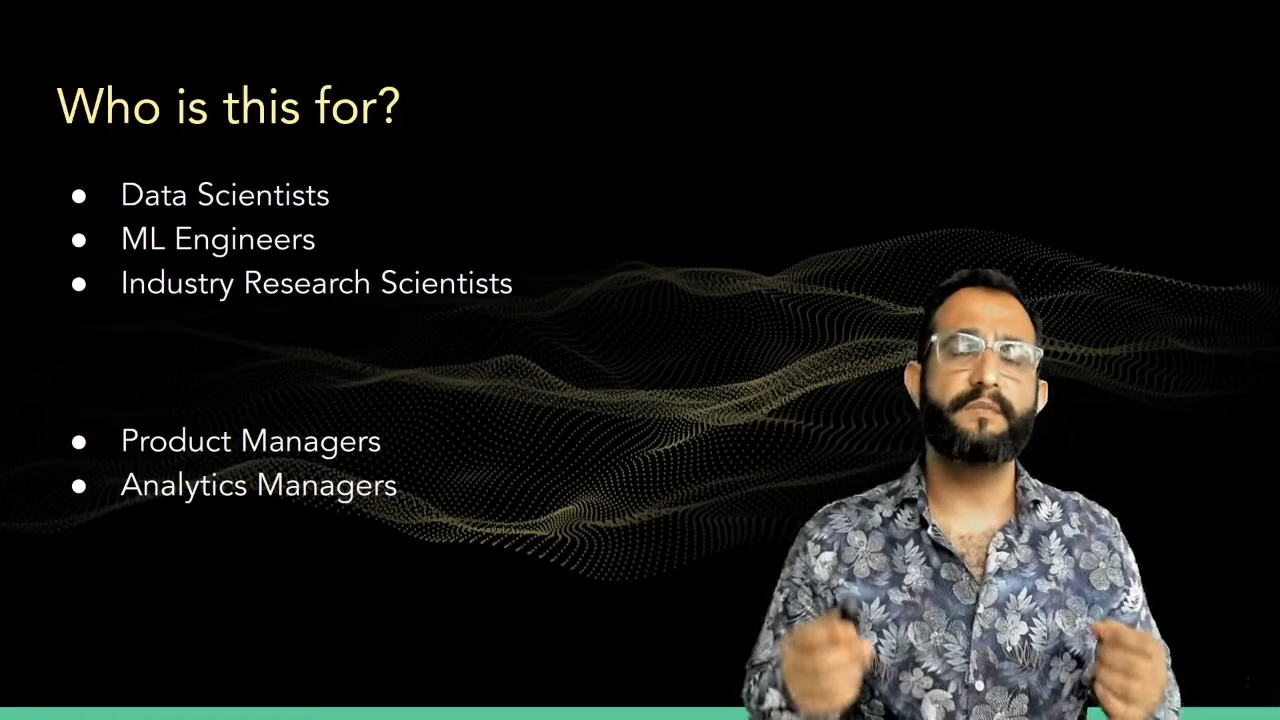 Who is this for?
● Data Scientists
● ML Engineers
● Industry Research Scientists
● Product Managers
● Analytics Managers